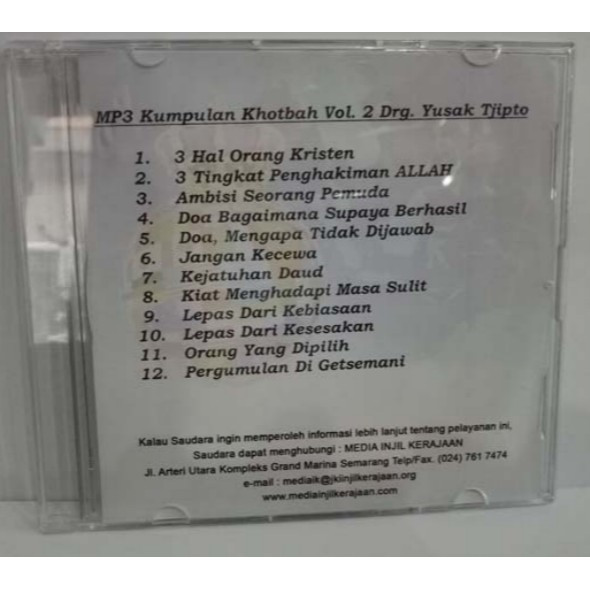 MP3 Kumpulan Khotbah Vol. 2 Drg. Yusak Tjipto
1. 3 Hal Orang Kristen
2. 3 Tingkat Penghakiman ALLAH
3. Ambisi Seorang Pemuda
4. Doa Bagaimana Supaya Berhasil
5. Doa, Mengapa Tidak Dijawab
6. Jangan Kecewa
7. Kejatuhan Daud
8. Kiat Menghadapi Masa Sulit
9. Lepas Dari Kebiasaan
10. Lepas Dari Kesesakan
11. Orang Yang Dipilih
12. Pergumulan Di Getsemani
Kalau Saudara ingin memperoleh informasi lebih lanjut tentang pelayanan ini,
Saudara dapat menghubungi : MEDIA INJIL KERAJAAN
Jl. Arteri Utara Kompleks Grand Marina Semarang Telp/Fax. (024) 761 7474
e-mail : mediaik@jkiinjilkerajaan.org
www.mediainjilkerajaan.com